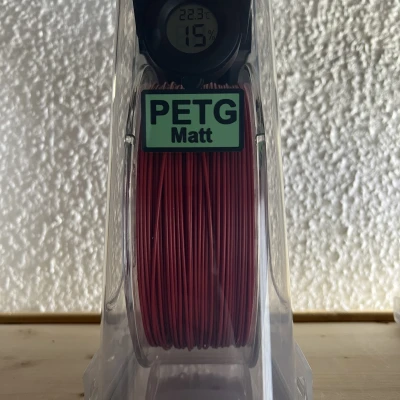 22.3°C
15%
PETG
Matt